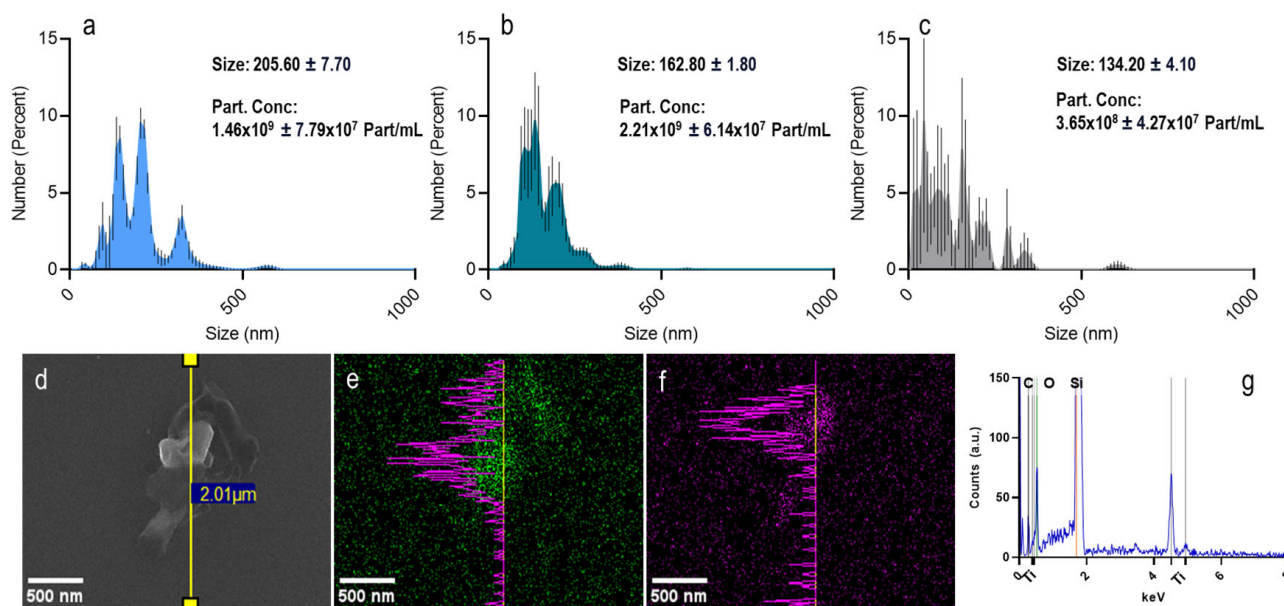 a
Size: 205.60 ± 7.70
Part. Conc:
1.46x10⁹ ± 7.79x10⁷ Part/mL
Number (Percent)
15
10
5
0
0
500
1000
Size (nm)
b
Size: 162.80 ± 1.80
Part. Conc:
2.21x10⁹ ± 6.14x10⁷ Part/mL
Number (Percent)
15
10
5
0
0
500
1000
Size (nm)
c
Size: 134.20 ± 4.10
Part. Conc:
3.65x10⁸ ± 4.27x10⁷ Part/mL
Number (Percent)
15
10
5
0
0
500
1000
Size (nm)
d
2.01µm
500 nm
e
500 nm
f
500 nm
g
C O Si
Counts (a.u.)
150
100
50
0
0 Ti 2 4 Ti 6
keV